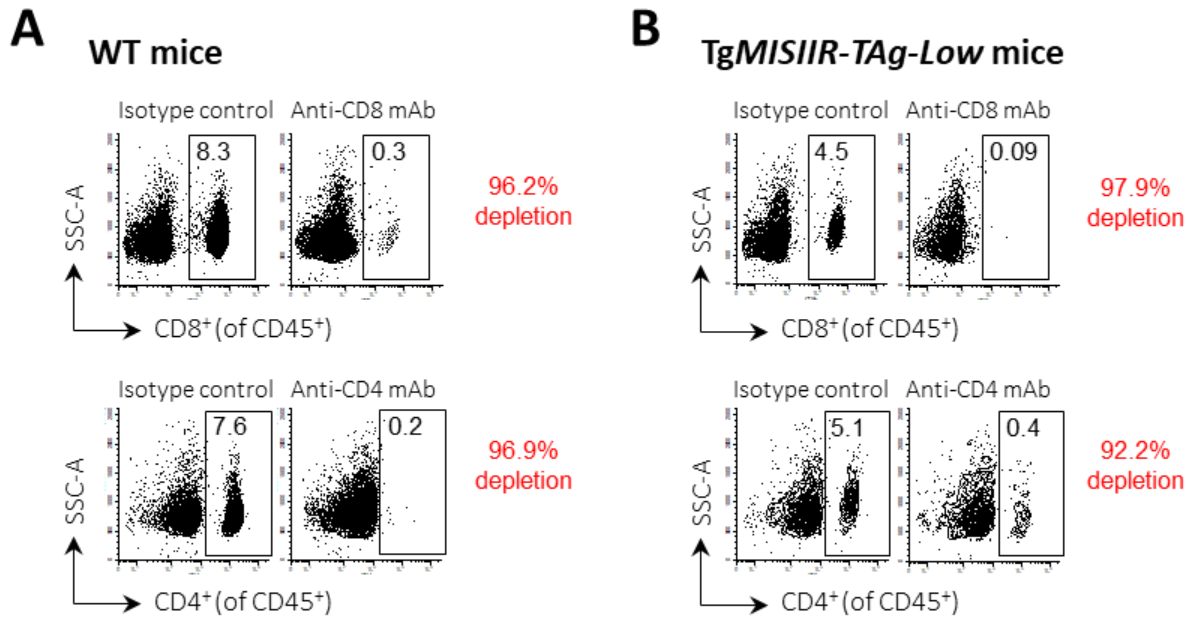 A
WT mice
Isotype control
Anti-CD8 mAb
8.3
0.3
SSC-A
96.2%
depletion
CD8+ (of CD45+)
Isotype control
Anti-CD4 mAb
7.6
0.2
SSC-A
96.9%
depletion
CD4+ (of CD45+)
B
TgMISIIR-TAg-Low mice
Isotype control
Anti-CD8 mAb
4.5
0.09
SSC-A
97.9%
depletion
CD8+ (of CD45+)
Isotype control
Anti-CD4 mAb
5.1
0.4
SSC-A
92.2%
depletion
CD4+ (of CD45+)